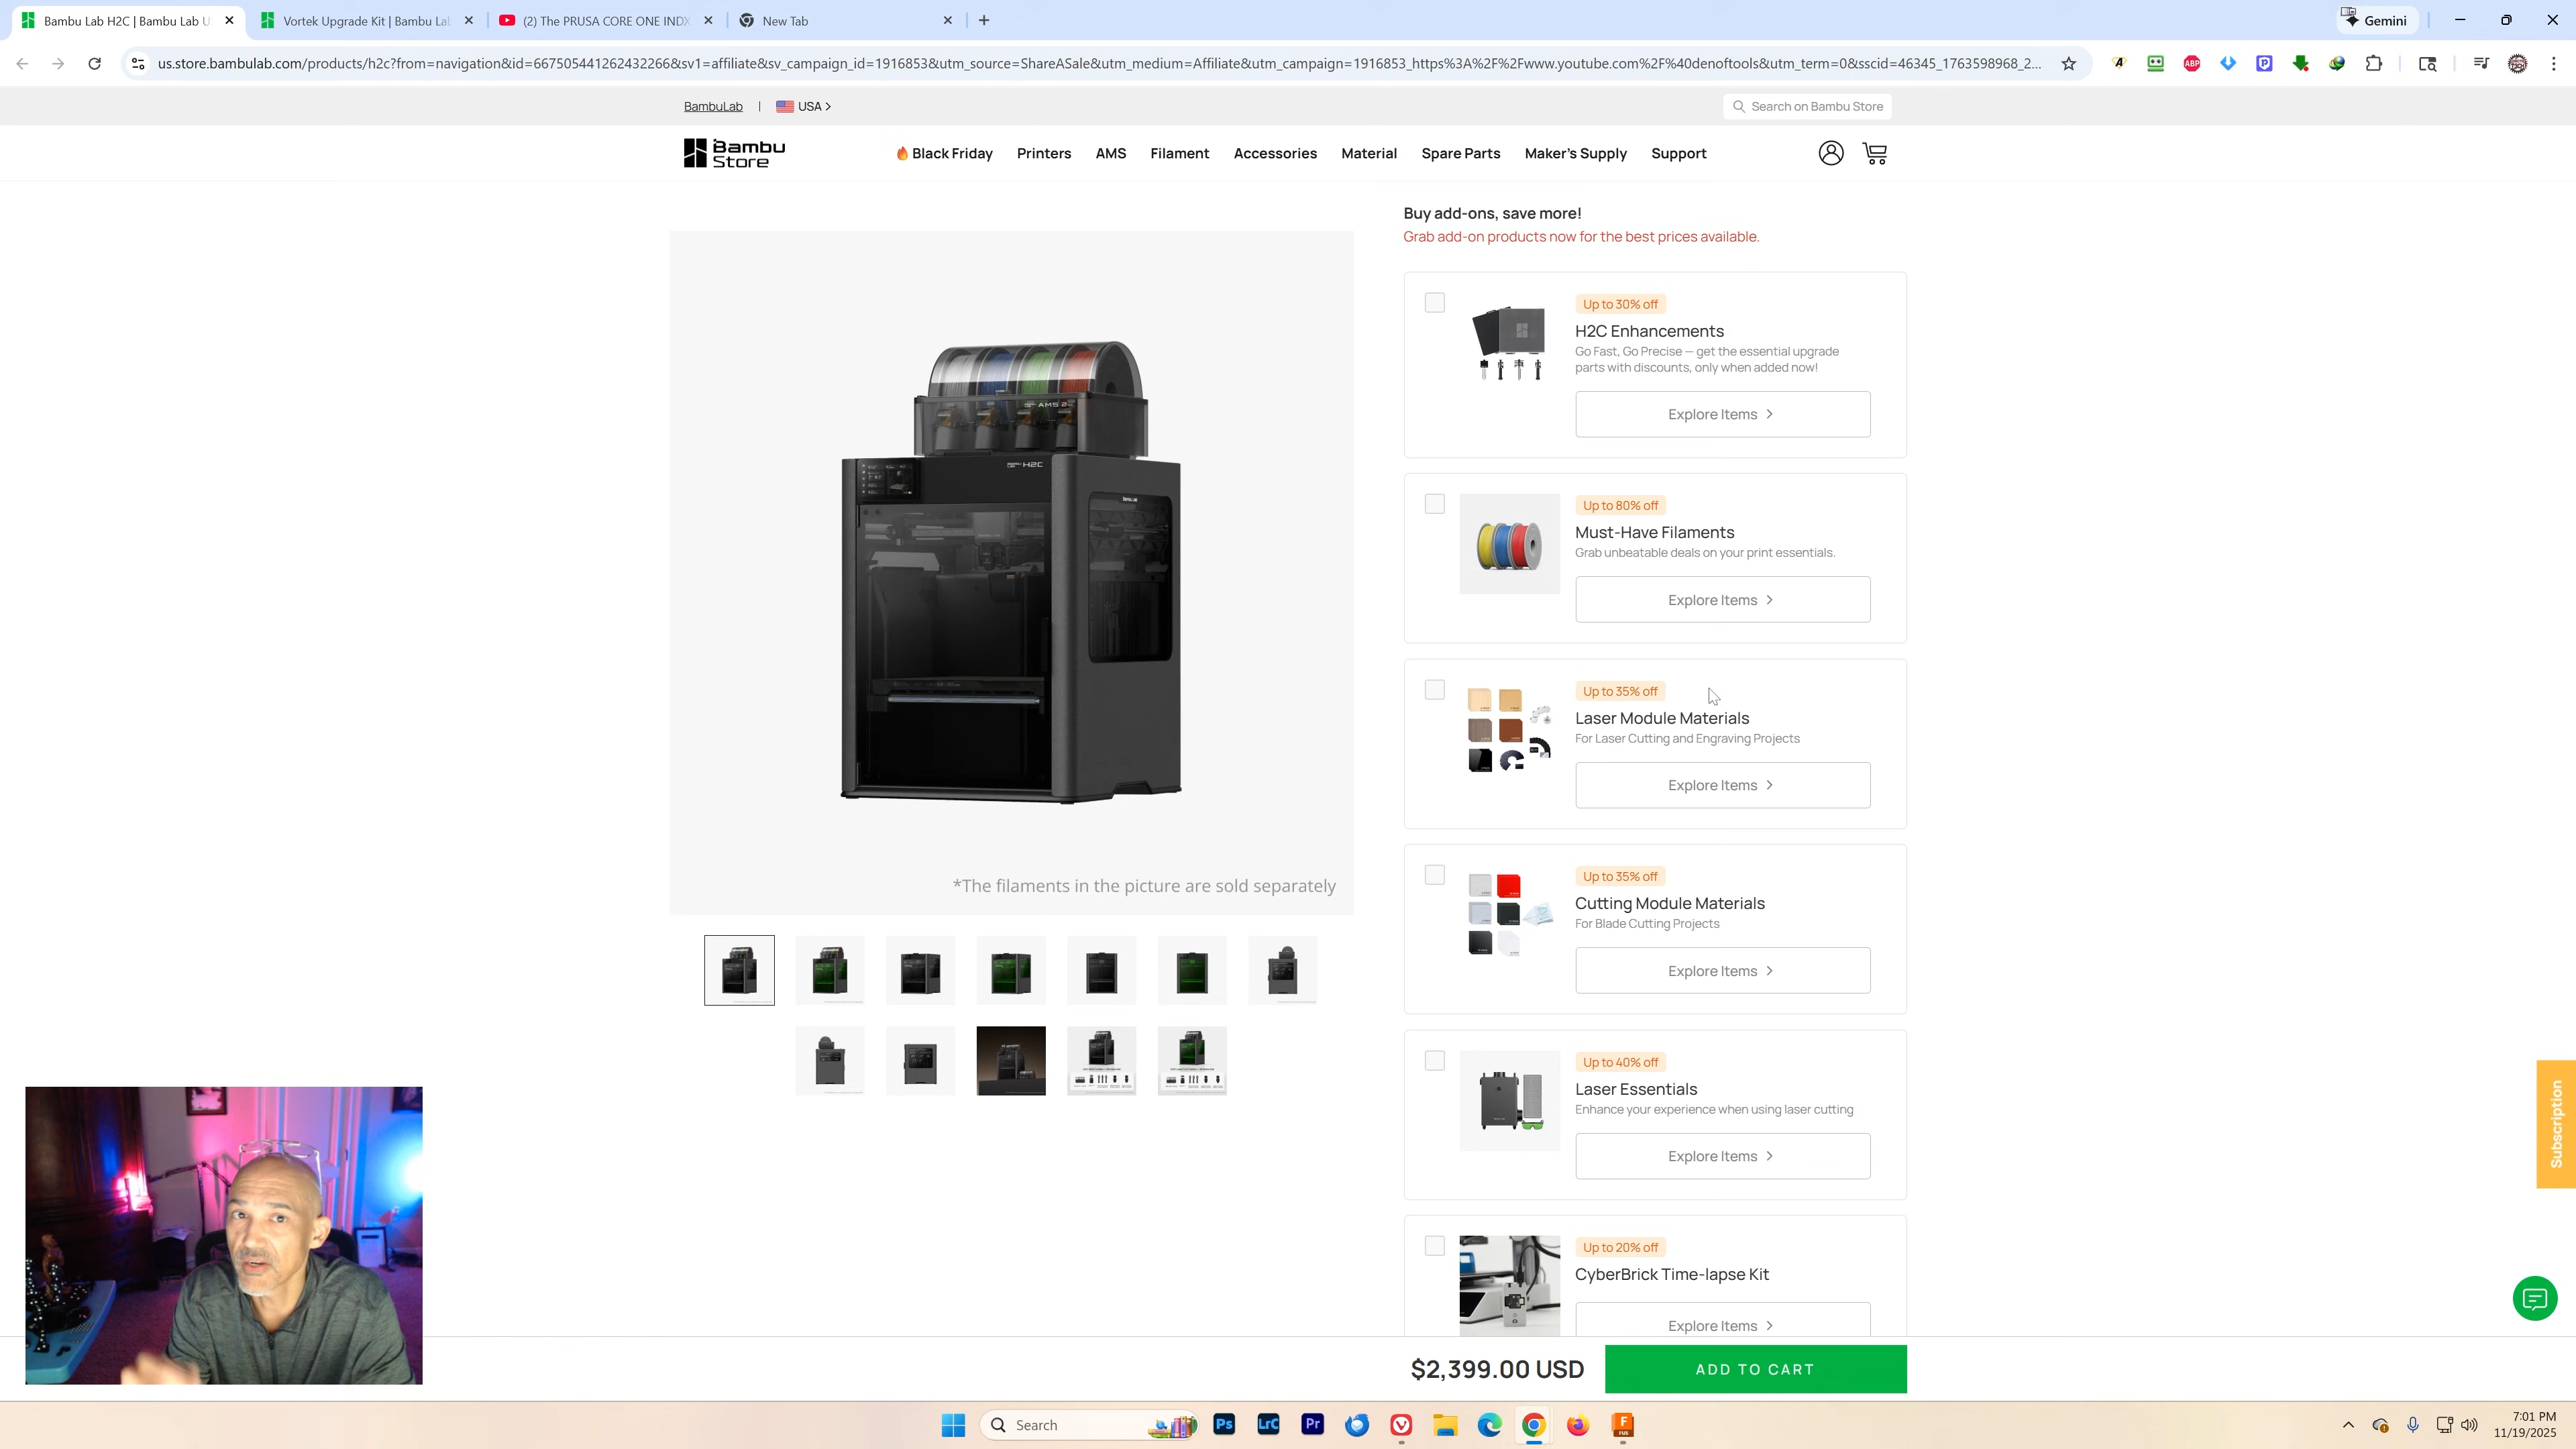 Bambu Lab H2C | Bambu Lab U
Vortek Upgrade Kit | Bambu Lab
(2) The PRUSA CORE ONE INDX
New Tab
Gemini
us.store.bambulab.com/products/h2c?from=navigation&id=667505441262432266&sv1=affiliate&sv_campaign_id=1916853&utm_source=ShareASale&utm_medium=Affiliate&utm_campaign=1916853_https%3A%2F%2Fwww.youtube.com%2F%40denoftools&utm_term=0&sscid=46345_1763598968_2...
ABP
BambuLab | USA >
Search on Bambu Store
Bambu
Store
Black Friday
Printers
AMS
Filament
Accessories
Material
Spare Parts
Maker's Supply
Support
Buy add-ons, save more!
Grab add-on products now for the best prices available.
Up to 30% off
H2C Enhancements
Go Fast, Go Precise — get the essential upgrade
parts with discounts, only when added now!
Explore Items >
Up to 80% off
Must-Have Filaments
Grab unbeatable deals on your print essentials.
Explore Items >
Up to 35% off
Laser Module Materials
For Laser Cutting and Engraving Projects
Explore Items >
Up to 35% off
Cutting Module Materials
For Blade Cutting Projects
Explore Items >
Up to 40% off
Laser Essentials
Enhance your experience when using laser cutting
Explore Items >
Up to 20% off
CyberBrick Time-lapse Kit
Explore Items >
AMS 2
H2C
*The filaments in the picture are sold separately
Subscription
$2,399.00 USD
ADD TO CART
Search
Ps
LrC
Pr
F
FUS
7:01 PM
11/19/2025